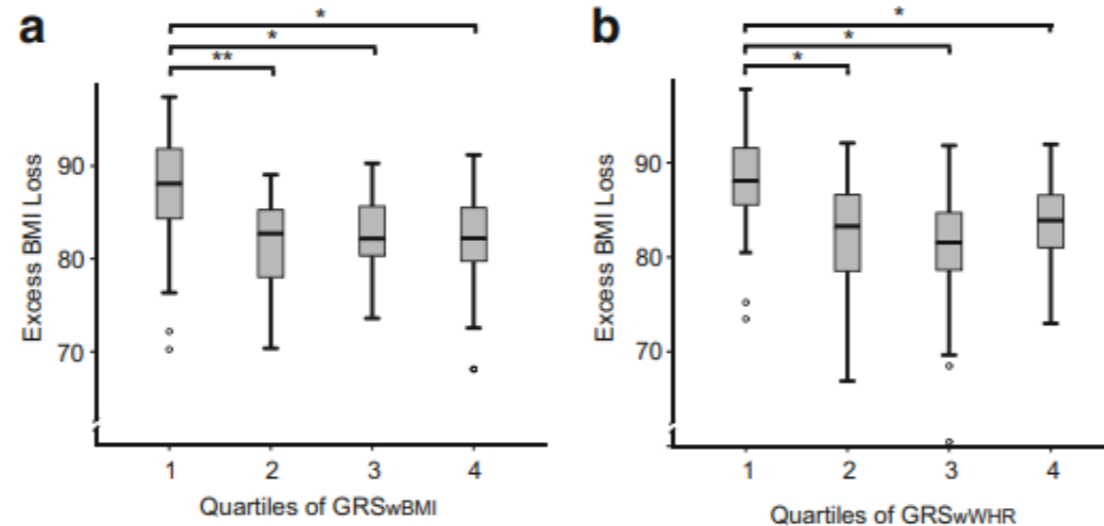 a
*
*
**
Excess BMI Loss
90
80
70
1 2 3 4
Quartiles of GRSwBMI
b
*
*
*
Excess BMI Loss
90
80
70
1 2 3 4
Quartiles of GRSwWHR